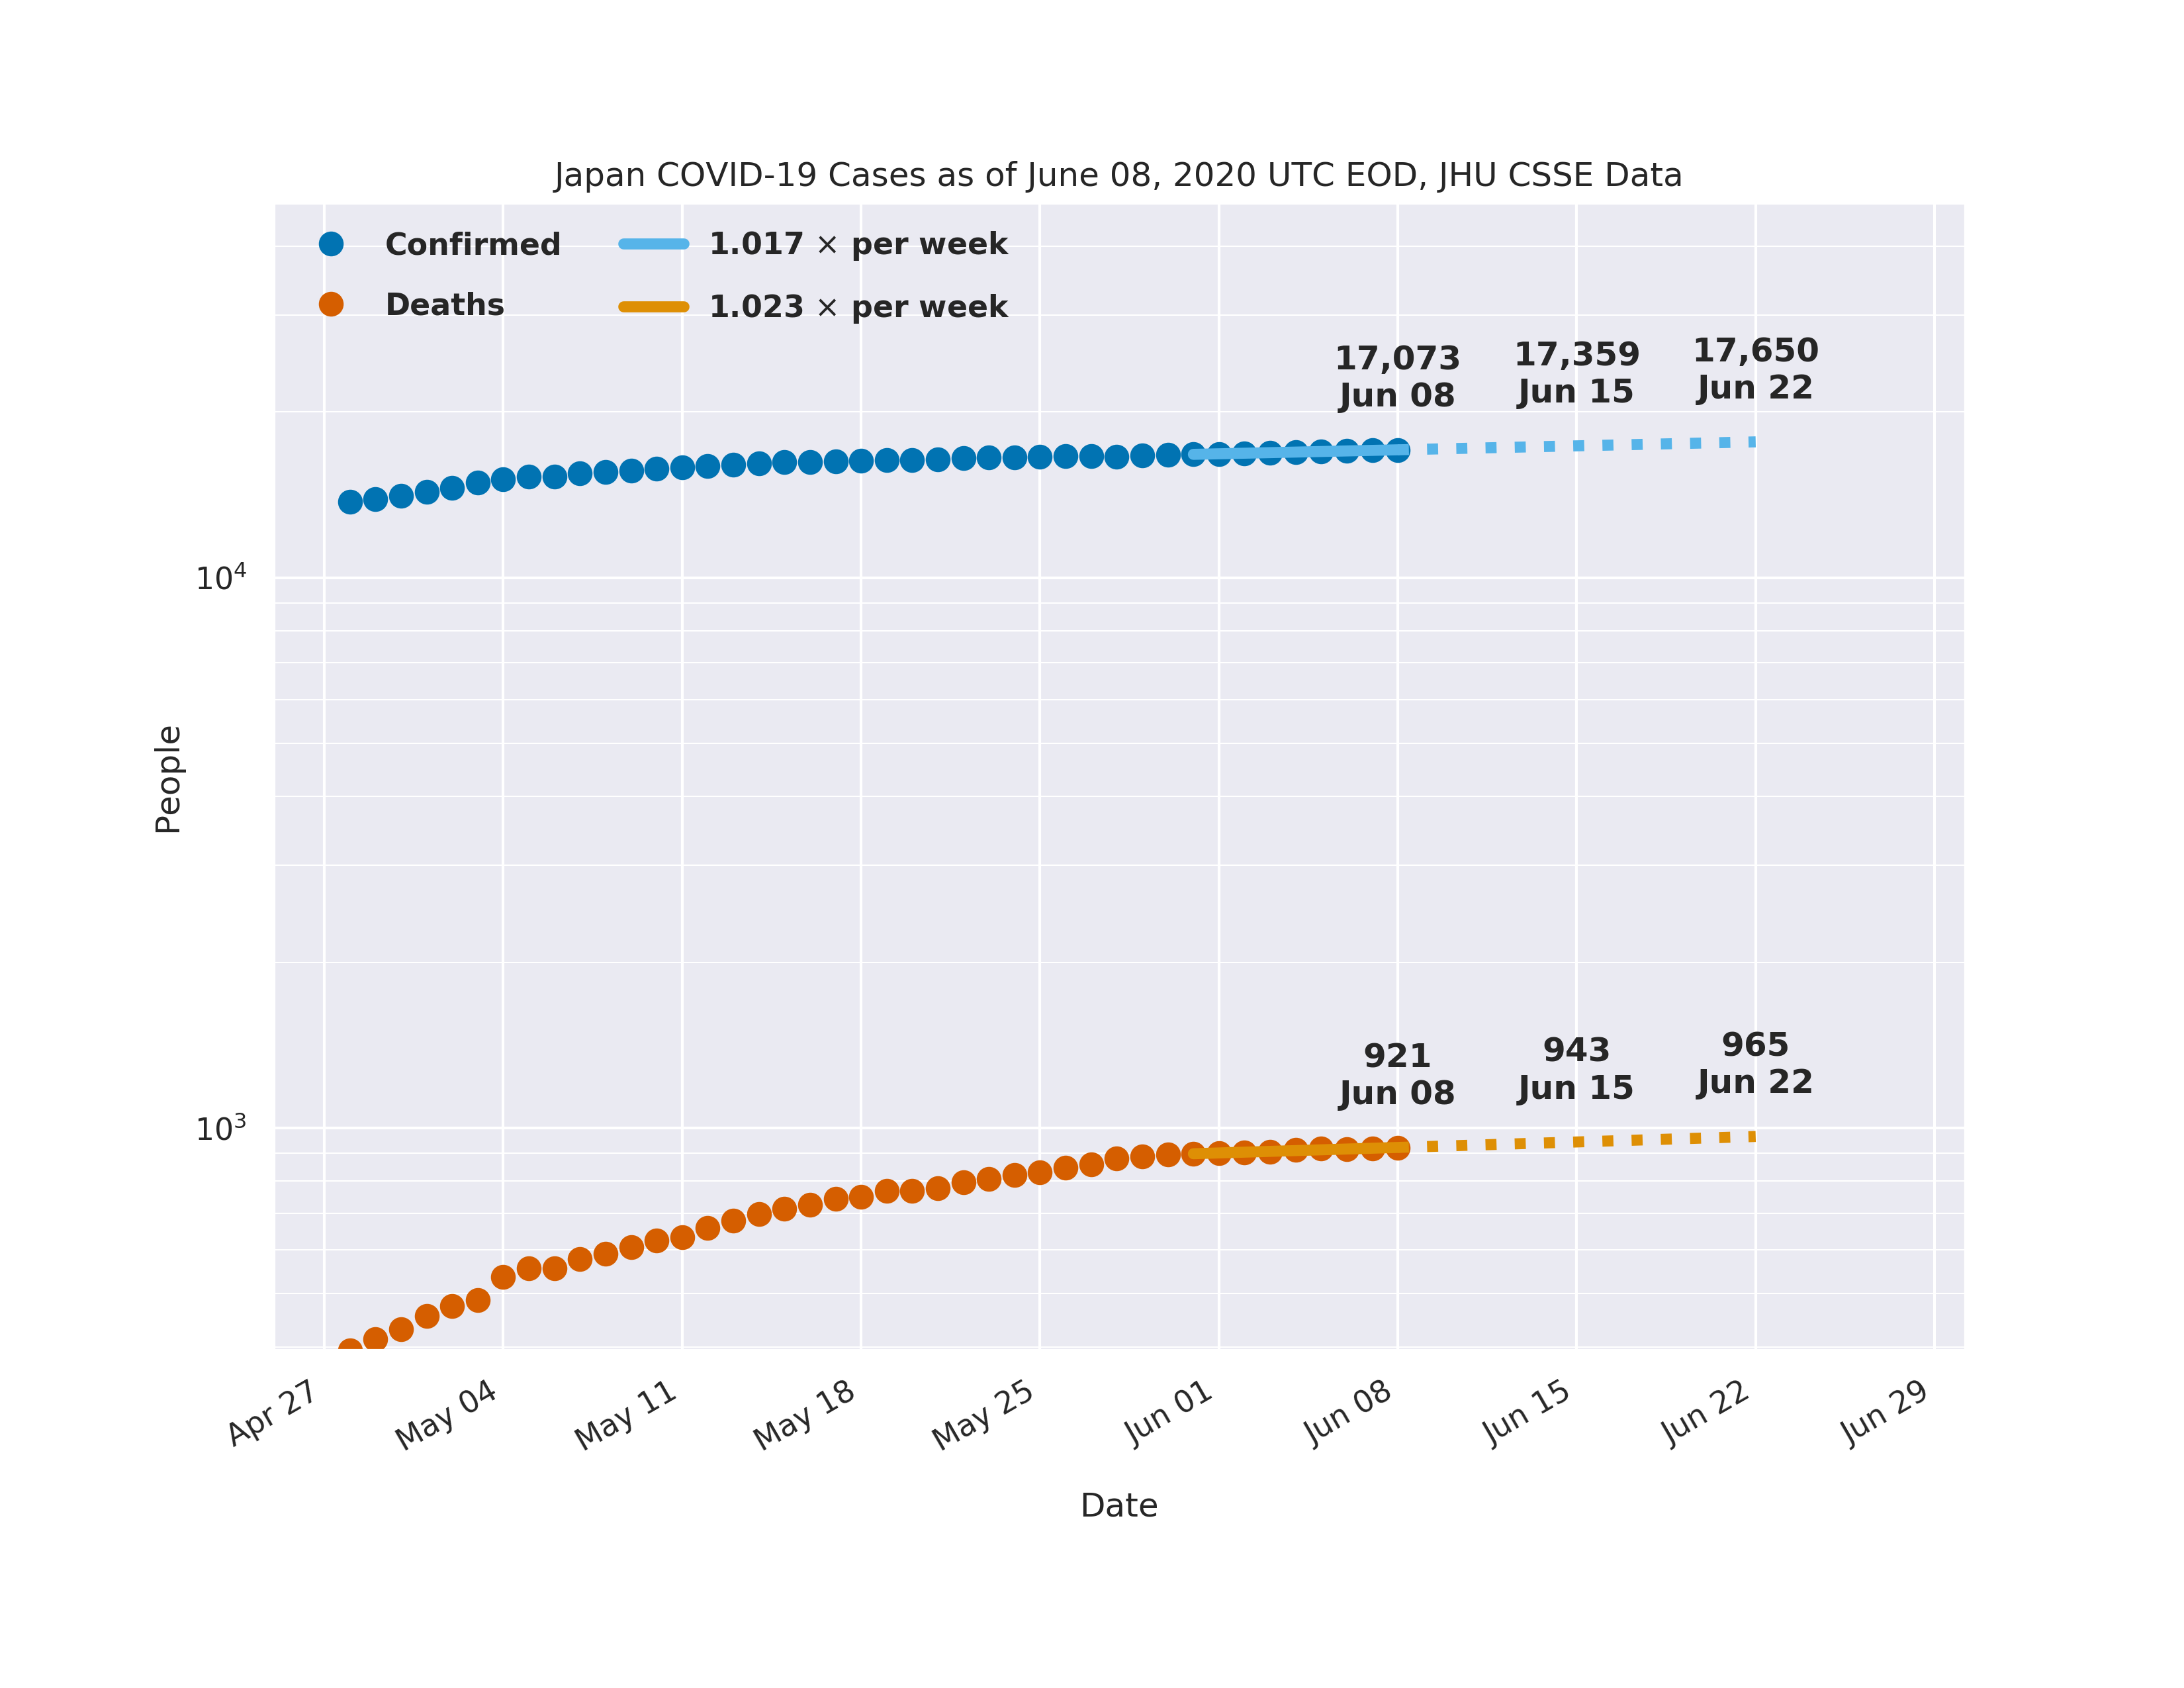 Japan COVID-19 Cases as of June 08, 2020 UTC EOD, JHU CSSE Data
Confirmed
Deaths
1.017 × per week
1.023 × per week
17,073
Jun 08
17,359
Jun 15
17,650
Jun 22
10⁴
People
921
Jun 08
943
Jun 15
965
Jun 22
10³
Apr 27
May 04
May 11
May 18
May 25
Jun 01
Jun 08
Jun 15
Jun 22
Jun 29
Date